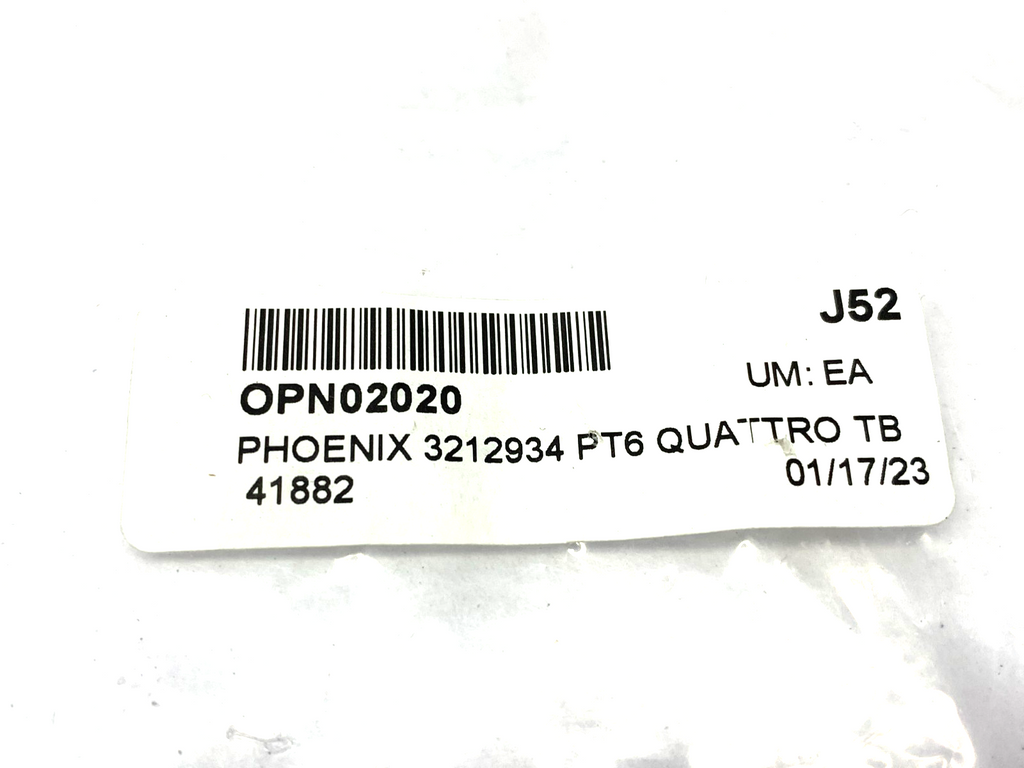 J52
UM: EA
OPN02020
PHOENIX 3212934 PT6 QUATTRO TB
41882 01/17/23